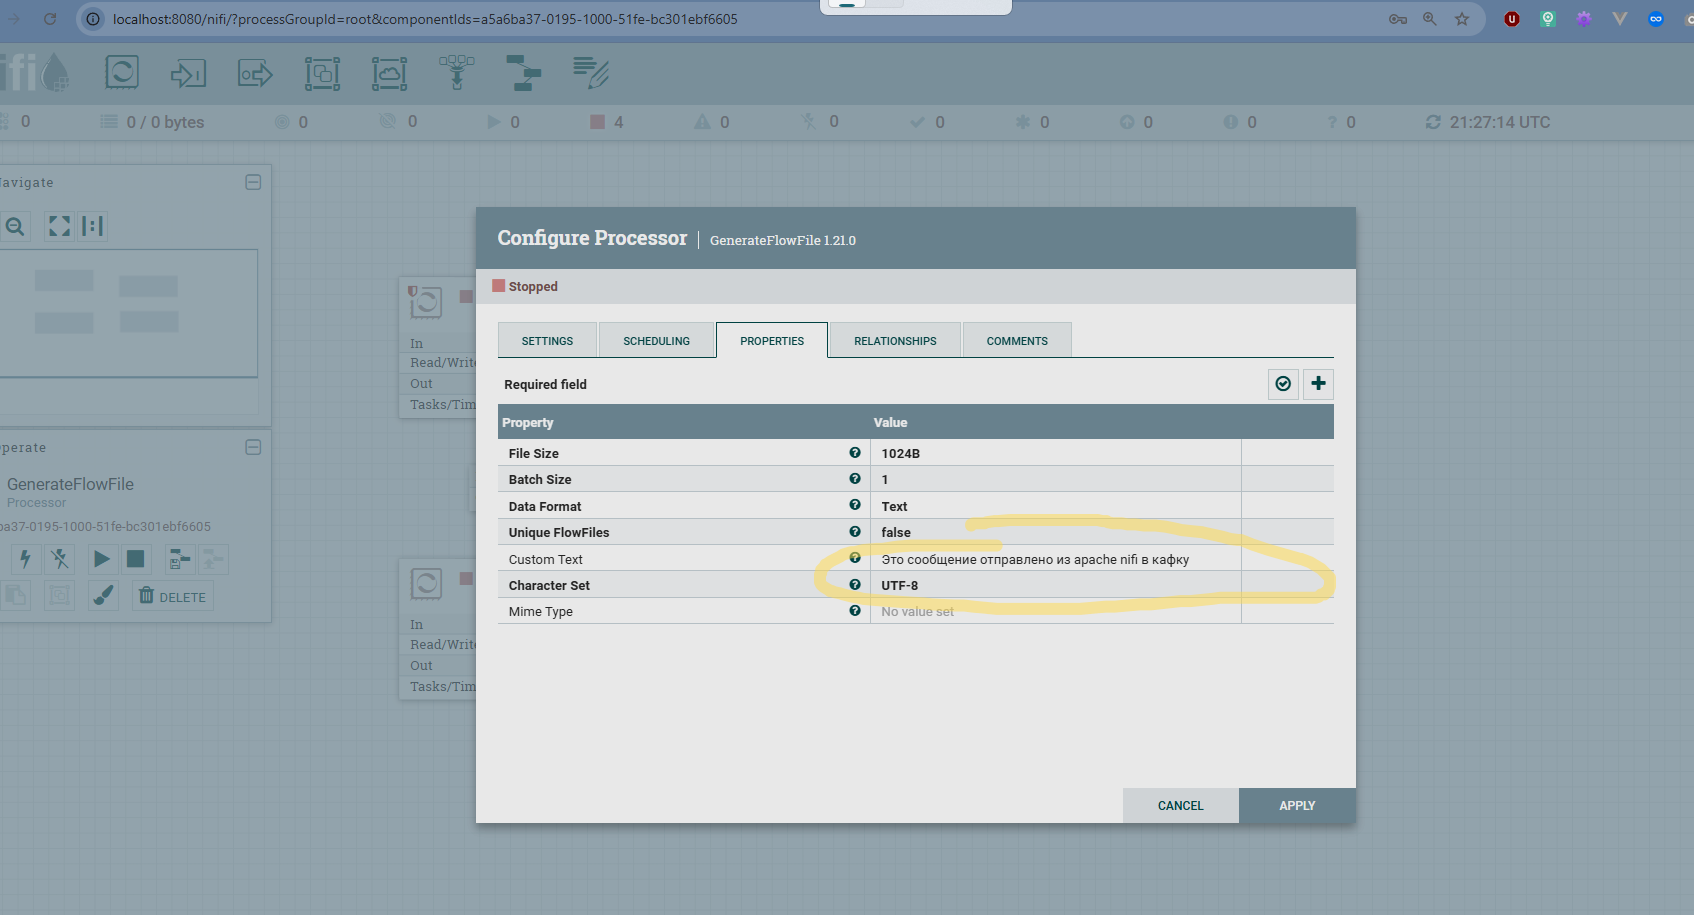 localhost:8080/nifi/?processGroupId=root&componentIds=a5a6ba37-0195-1000-51fe-bc301ebf6605
ifi
0
0 / 0 bytes
0
0
0
4
0
0
0
0
0
0
0
21:27:14 UTC
avigate
perate
GenerateFlowFile
Processor
ba37-0195-1000-51fe-bc301ebf6605
DELETE
In
Read/Write
Out
Tasks/Tim
In
Read/Write
Out
Tasks/Tim
Configure Processor
GenerateFlowFile 1.21.0
Stopped
SETTINGS
SCHEDULING
PROPERTIES
RELATIONSHIPS
COMMENTS
Required field
Property
Value
File Size
1024B
Batch Size
1
Data Format
Text
Unique FlowFiles
false
Custom Text
Это сообщение отправлено из apache nifi в кафку
Character Set
UTF-8
Mime Type
No value set
CANCEL
APPLY